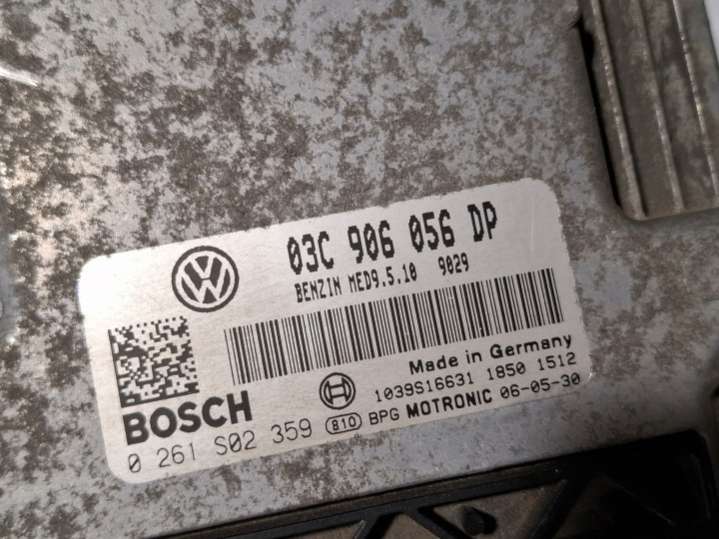 03C 906 056 DP
BENZIN MED9.5.10 9029
Made in Germany
1039S16631 1850 1512
BOSCH
0 261 S02 359 810 BPG MOTRONIC 06-05-30